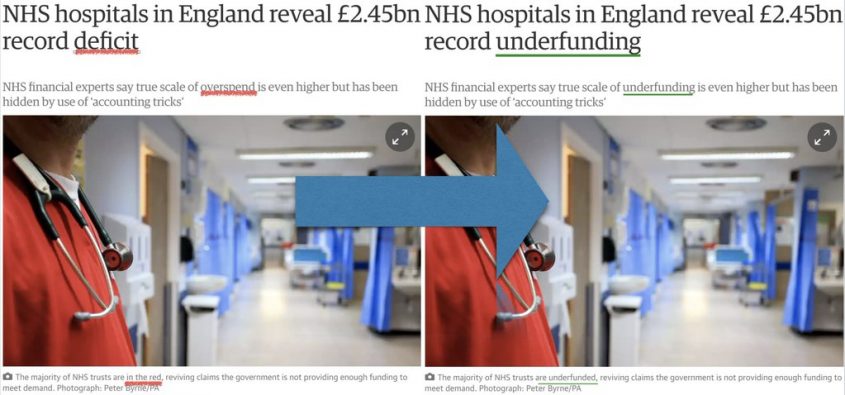 NHS hospitals in England reveal £2.45bn
record deficit
NHS financial experts say true scale of overspend is even higher but has been
hidden by use of ‘accounting tricks’
The majority of NHS trusts are in the red, reviving claims the government is not providing enough funding to
meet demand. Photograph: Peter Byrne/PA
NHS hospitals in England reveal £2.45bn
record underfunding
NHS financial experts say true scale of underfunding is even higher but has been
hidden by use of ‘accounting tricks’
The majority of NHS trusts are underfunded, reviving claims the government is not providing enough funding to
meet demand. Photograph: Peter Byrne/PA